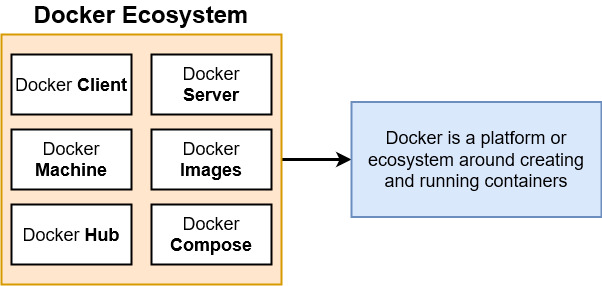 Docker Ecosystem
Docker Client
Docker
Server
Docker
Machine
Docker
Images
Docker Hub
Docker
Compose
Docker is a platform or
ecosystem around creating
and running containers